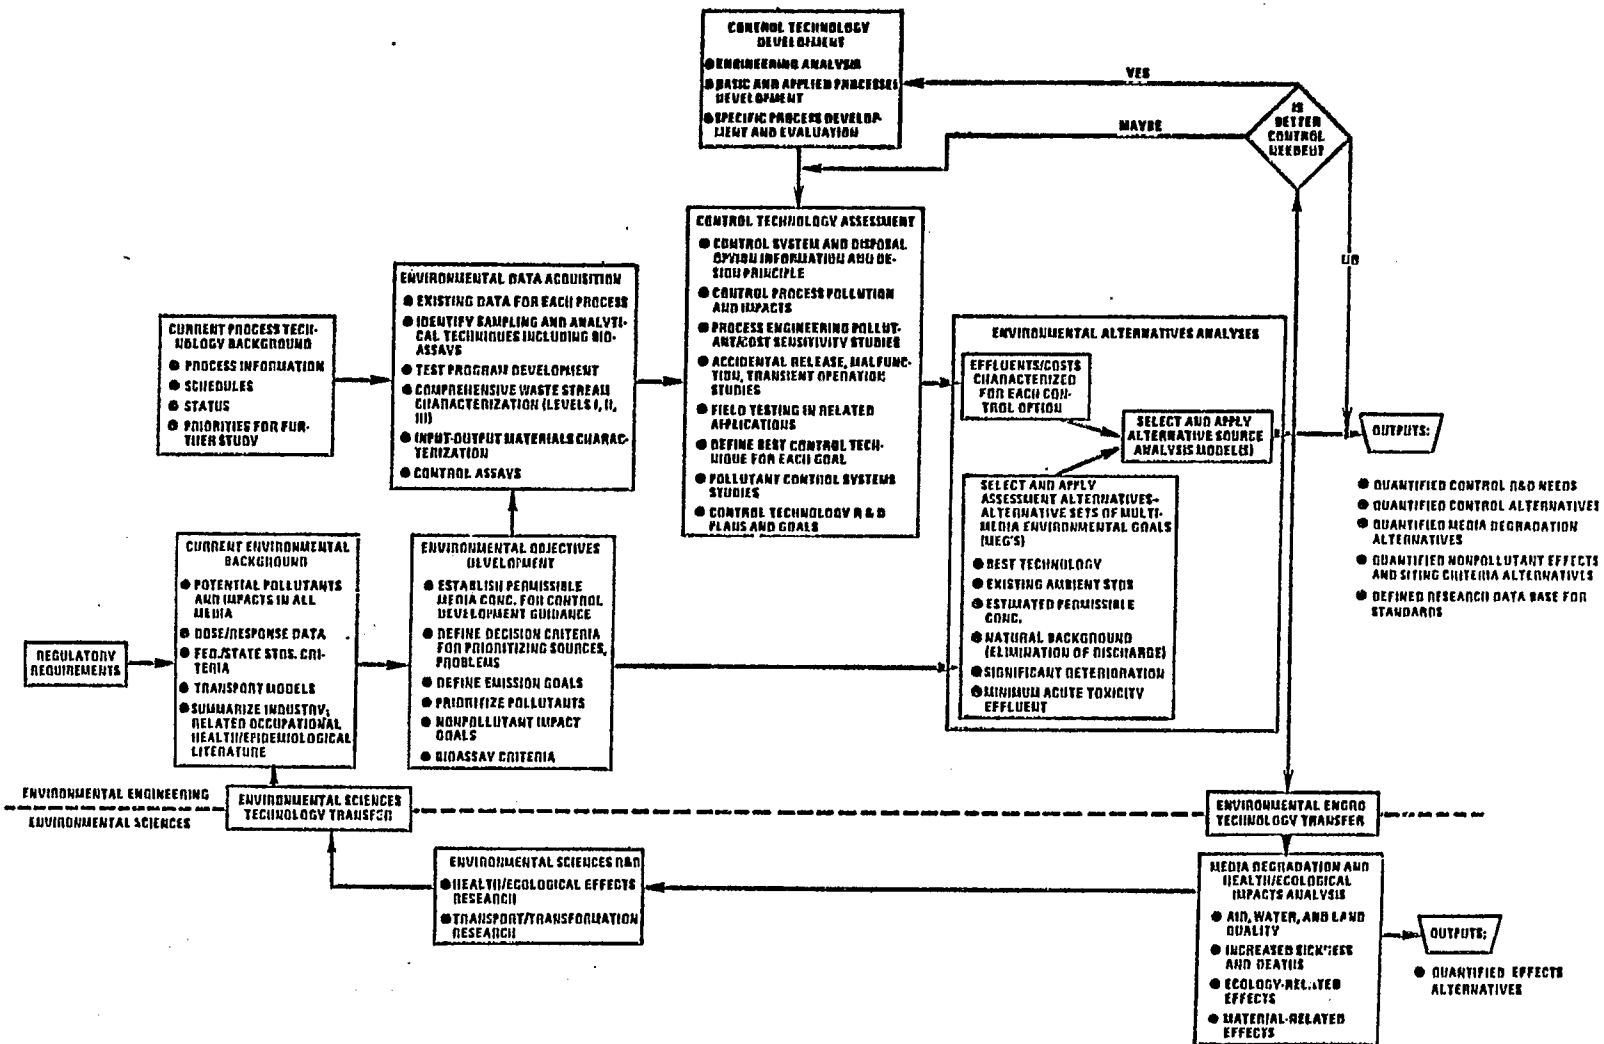 CONTROL TECHNOLOGY
DEVELOPMENT
● ENGINEERING ANALYSIS
● BASIC AND APPLIED PROCESSES
DEVELOPMENT
● SPECIFIC PROCESS DEVELOP-
MENT AND EVALUATION
YES
MAYBE
IS
BETTER
CONTROL
NEEDED?
NO
CONTROL TECHNOLOGY ASSESSMENT
● CONTROL SYSTEM AND DISPOSAL
OPTION INFORMATION AND DE-
SIGN PRINCIPLE
● CONTROL PROCESS POLLUTION
AND IMPACTS
● PROCESS ENGINEERING POLLUT-
ANT/COST SENSITIVITY STUDIES
● ACCIDENTAL RELEASE, MALFUNC-
TION, TRANSIENT OPERATION
STUDIES
● FIELD TESTING IN RELATED
APPLICATIONS
● DEFINE BEST CONTROL TECH-
NIQUE FOR EACH GOAL
● POLLUTANT CONTROL SYSTEMS
STUDIES
● CONTROL TECHNOLOGY R & D
PLANS AND GOALS
ENVIRONMENTAL DATA ACQUISITION
● EXISTING DATA FOR EACH PROCESS
● IDENTIFY SAMPLING AND ANALYTI-
CAL TECHNIQUES INCLUDING BIO-
ASSAYS
● TEST PROGRAM DEVELOPMENT
● COMPREHENSIVE WASTE STREAM
CHARACTERIZATION (LEVELS I, II,
III)
● INPUT-OUTPUT MATERIALS CHARAC-
TERIZATION
● CONTROL ASSAYS
CURRENT PROCESS TECH-
NOLOGY BACKGROUND
● PROCESS INFORMATION
● SCHEDULES
● STATUS
● PRIORITIES FOR FUR-
THER STUDY
ENVIRONMENTAL ALTERNATIVES ANALYSES
EFFLUENTS/COSTS
CHARACTERIZED
FOR EACH CON-
TROL OPTION
SELECT AND APPLY
ALTERNATIVE SOURCE
ANALYSIS MODEL(S)
SELECT AND APPLY
ASSESSMENT ALTERNATIVES-
ALTERNATIVE SETS OF MULTI-
MEDIA ENVIRONMENTAL GOALS
(MEG'S)
● BEST TECHNOLOGY
● EXISTING AMBIENT STDS
● ESTIMATED PERMISSIBLE
CONC.
● NATURAL BACKGROUND
(ELIMINATION OF DISCHARGE)
● SIGNIFICANT DETERIORATION
● MINIMUM ACUTE TOXICITY
EFFLUENT
OUTPUTS:
● QUANTIFIED CONTROL R&D NEEDS
● QUANTIFIED CONTROL ALTERNATIVES
● QUANTIFIED MEDIA DEGRADATION
ALTERNATIVES
● QUANTIFIED NONPOLLUTANT EFFECTS
AND SITING CRITERIA ALTERNATIVES
● DEFINED RESEARCH DATA BASE FOR
STANDARDS
REGULATORY
REQUIREMENTS
CURRENT ENVIRONMENTAL
BACKGROUND
● POTENTIAL POLLUTANTS
AND IMPACTS IN ALL
MEDIA
● DOSE/RESPONSE DATA
● FED./STATE STDS. CRI-
TERIA
● TRANSPORT MODELS
● SUMMARIZE INDUSTRY-
RELATED OCCUPATIONAL
HEALTH/EPIDEMIOLOGICAL
LITERATURE
ENVIRONMENTAL OBJECTIVES
DEVELOPMENT
● ESTABLISH PERMISSIBLE
MEDIA CONC. FOR CONTROL
DEVELOPMENT GUIDANCE
● DEFINE DECISION CRITERIA
FOR PRIORITIZING SOURCES,
PROBLEMS
● DEFINE EMISSION GOALS
● PRIORITIZE POLLUTANTS
● NONPOLLUTANT IMPACT
GOALS
● BIOASSAY CRITERIA
ENVIRONMENTAL ENGINEERING
ENVIRONMENTAL SCIENCES
ENVIRONMENTAL SCIENCES
TECHNOLOGY TRANSFER
ENVIRONMENTAL ENGRG
TECHNOLOGY TRANSFER
ENVIRONMENTAL SCIENCES R&D
● HEALTH/ECOLOGICAL EFFECTS
RESEARCH
● TRANSPORT/TRANSFORMATION
RESEARCH
MEDIA DEGRADATION AND
HEALTH/ECOLOGICAL
IMPACTS ANALYSIS
● AIR, WATER, AND LAND
QUALITY
● INCREASED SICKNESS
AND DEATHS
● ECOLOGY-RELATED
EFFECTS
● MATERIAL-RELATED
EFFECTS
OUTPUTS:
● QUANTIFIED EFFECTS
ALTERNATIVES